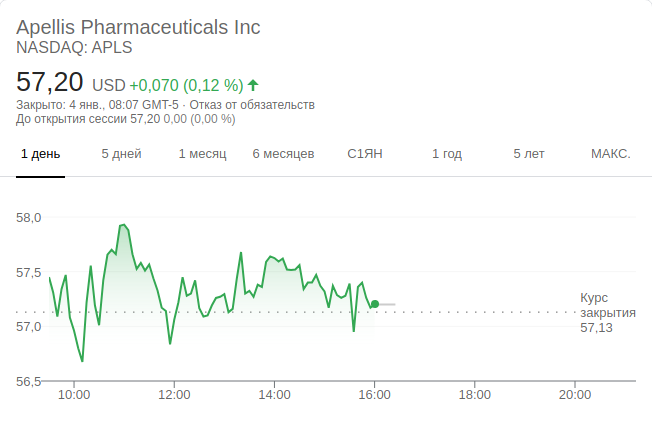 Apellis Pharmaceuticals Inc
NASDAQ: APLS
57,20 USD +0,070 (0,12 %)
Закрыто: 4 янв., 08:07 GMT-5 · Отказ от обязательств
До открытия сессии 57,20 0,00 (0,00 %)
1 день 5 дней 1 месяц 6 месяцев С1ЯН 1 год 5 лет МАКС.
58,0
57,5
57,0
56,5
Курс
закрытия
57,13
10:00 12:00 14:00 16:00 18:00 20:00